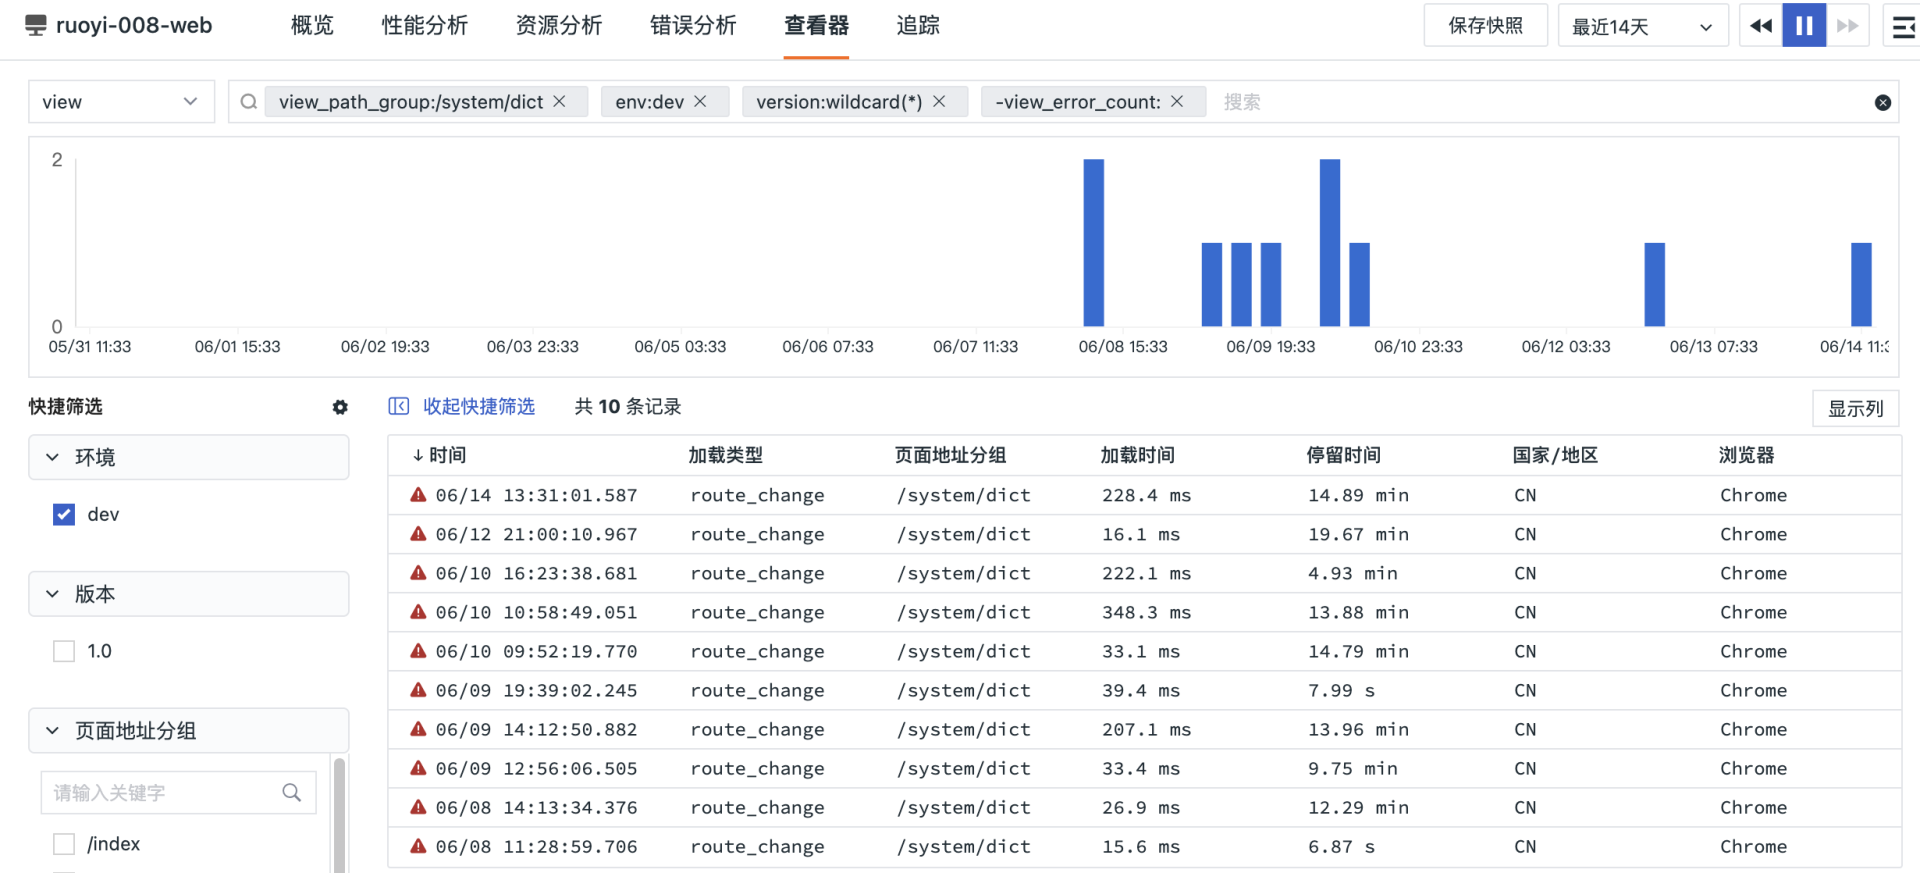 ruoyi-008-web 概览 性能分析 资源分析 错误分析 查看器 追踪 保存快照 最近14天
view view_path_group:/system/dict env:dev version:wildcard(*) -view_error_count: 搜索
2
0
05/31 11:33 06/01 15:33 06/02 19:33 06/03 23:33 06/05 03:33 06/06 07:33 06/07 11:33 06/08 15:33 06/09 19:33 06/10 23:33 06/12 03:33 06/13 07:33 06/14 11:3
快捷筛选 收起快捷筛选 共 10 条记录 显示列
环境
dev
版本
1.0
页面地址分组
请输入关键字
/index
时间 加载类型 页面地址分组 加载时间 停留时间 国家/地区 浏览器
06/14 13:31:01.587 route_change /system/dict 228.4 ms 14.89 min CN Chrome
06/12 21:00:10.967 route_change /system/dict 16.1 ms 19.67 min CN Chrome
06/10 16:23:38.681 route_change /system/dict 222.1 ms 4.93 min CN Chrome
06/10 10:58:49.051 route_change /system/dict 348.3 ms 13.88 min CN Chrome
06/10 09:52:19.770 route_change /system/dict 33.1 ms 14.79 min CN Chrome
06/09 19:39:02.245 route_change /system/dict 39.4 ms 7.99 s CN Chrome
06/09 14:12:50.882 route_change /system/dict 207.1 ms 13.96 min CN Chrome
06/09 12:56:06.505 route_change /system/dict 33.4 ms 9.75 min CN Chrome
06/08 14:13:34.376 route_change /system/dict 26.9 ms 12.29 min CN Chrome
06/08 11:28:59.706 route_change /system/dict 15.6 ms 6.87 s CN Chrome